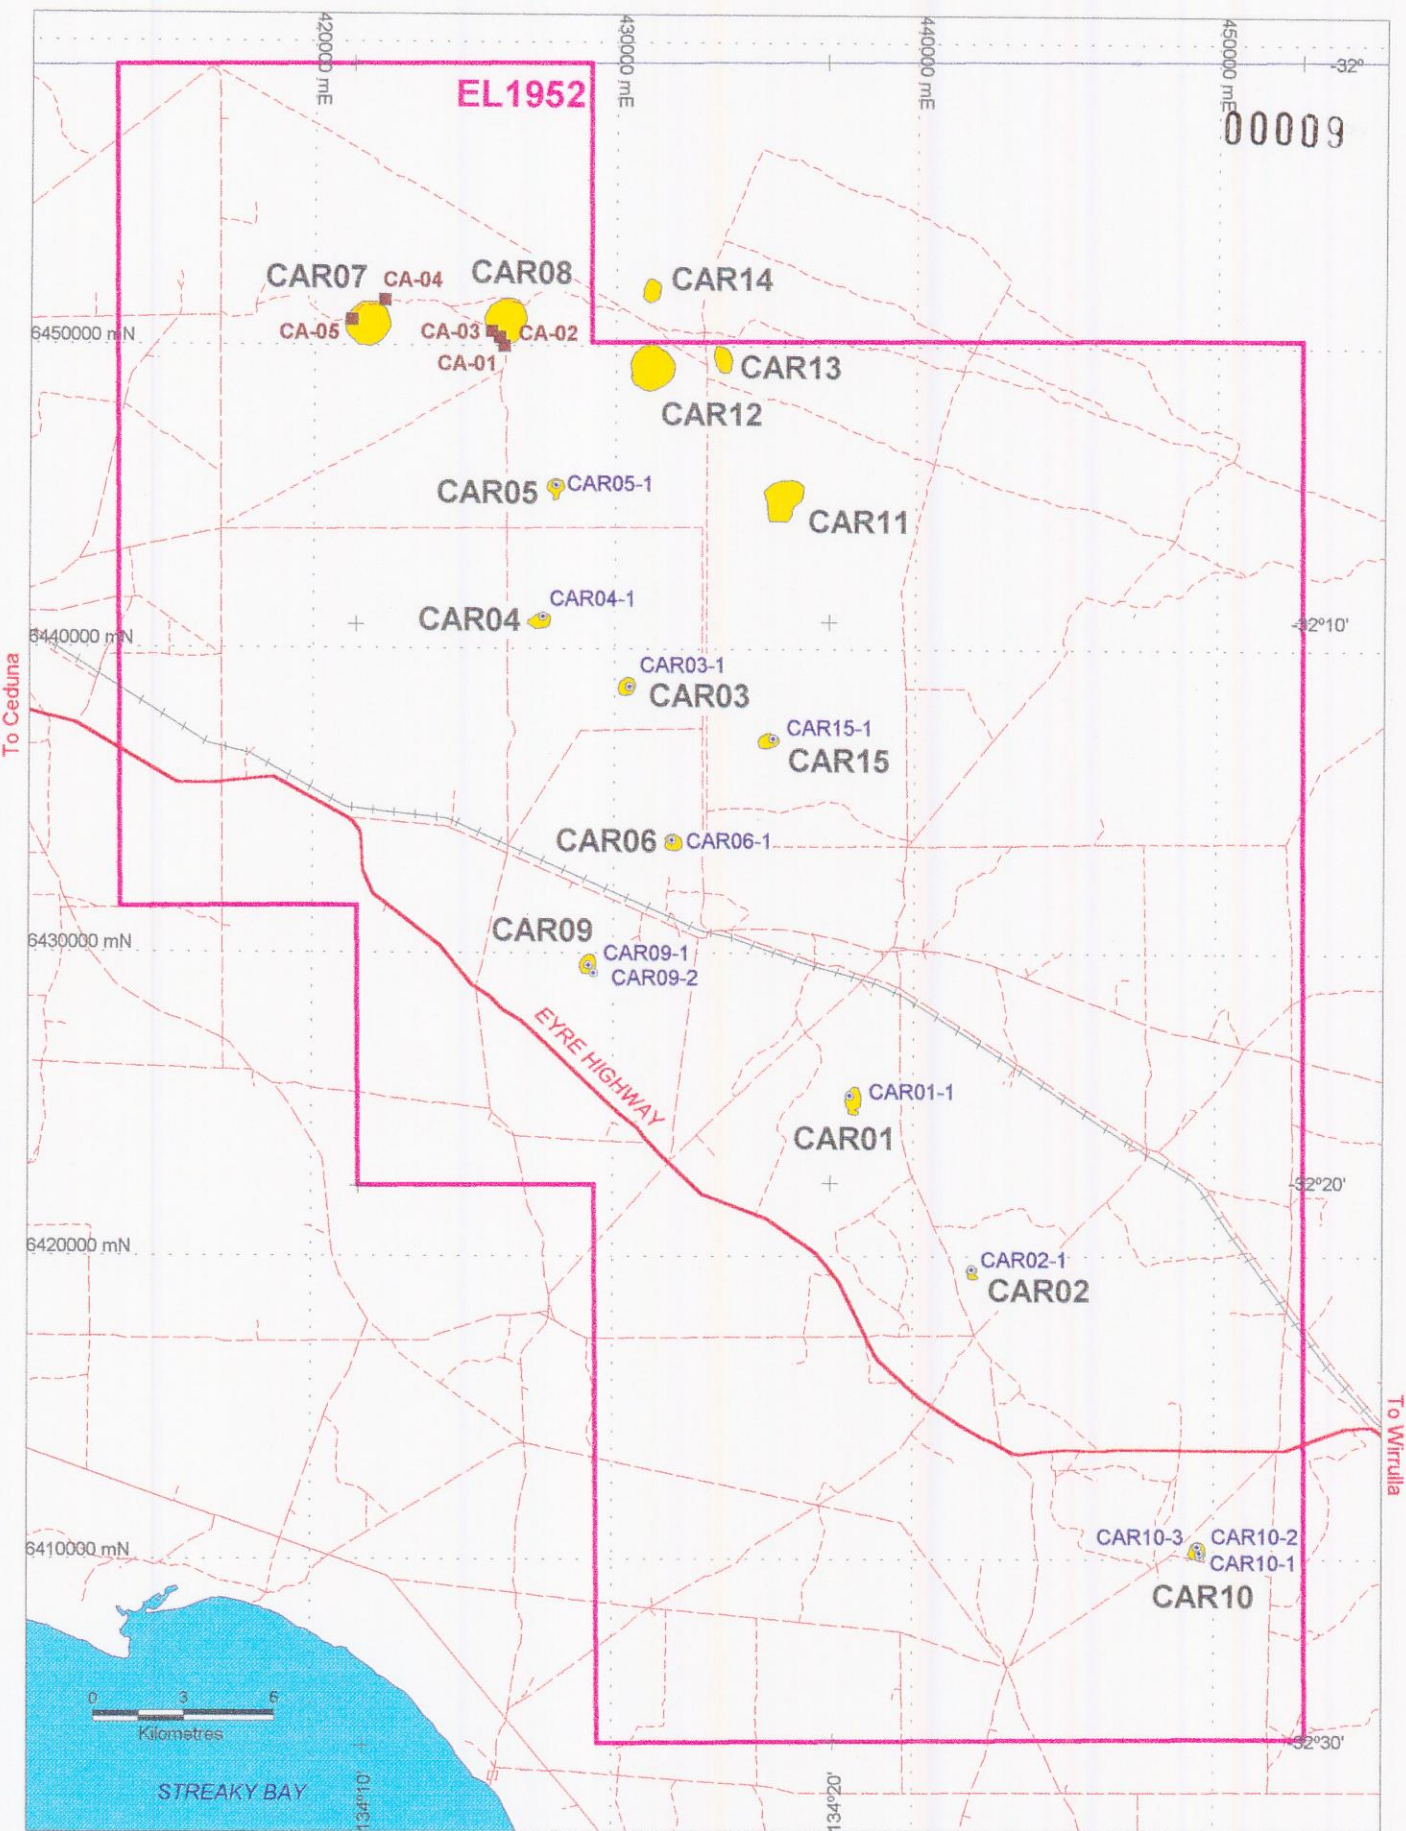 420000 mE
430000 mE
440000 mE
450000 mE
-32°
EL1952
00009
CAR07
CA-04
CAR08
CAR14
CA-05
CA-03
CA-02
6450000 mN
CA-01
CAR13
CAR12
CAR05
CAR05-1
CAR11
CAR04-1
CAR04
-32°10'
6440000 mN
CAR03-1
CAR03
To Ceduna
CAR15-1
CAR15
CAR06
CAR06-1
CAR09
6430000 mN
CAR09-1
CAR09-2
EYRE HIGHWAY
CAR01-1
CAR01
-32°20'
6420000 mN
CAR02-1
CAR02
To Wirrulla
CAR10-3
CAR10-2
6410000 mN
CAR10-1
CAR10
0 3 6
Kilometres
-32°30'
STREAKY BAY
134°10'
134°20'